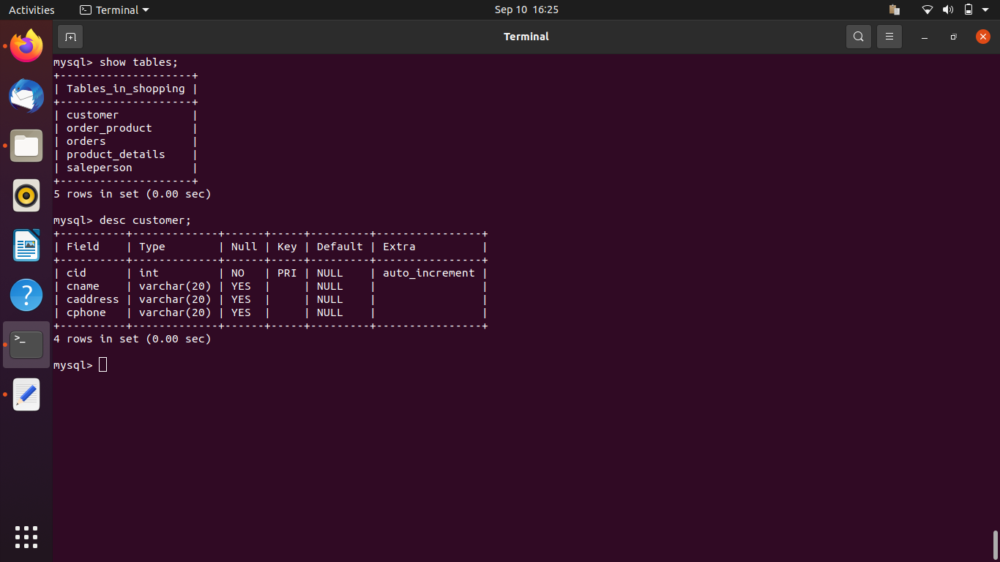 Activities Terminal Sep 10 16:25
Terminal
mysql> show tables;
+--------------------+
| Tables_in_shopping |
+--------------------+
| customer           |
| order_product      |
| orders             |
| product_details    |
| saleperson         |
+--------------------+
5 rows in set (0.00 sec)

mysql> desc customer;
+----------+-------------+------+-----+---------+----------------+
| Field    | Type        | Null | Key | Default | Extra          |
+----------+-------------+------+-----+---------+----------------+
| cid      | int         | NO   | PRI | NULL    | auto_increment |
| cname    | varchar(20) | YES  |     | NULL    |                |
| caddress | varchar(20) | YES  |     | NULL    |                |
| cphone   | varchar(20) | YES  |     | NULL    |                |
+----------+-------------+------+-----+---------+----------------+
4 rows in set (0.00 sec)

mysql>